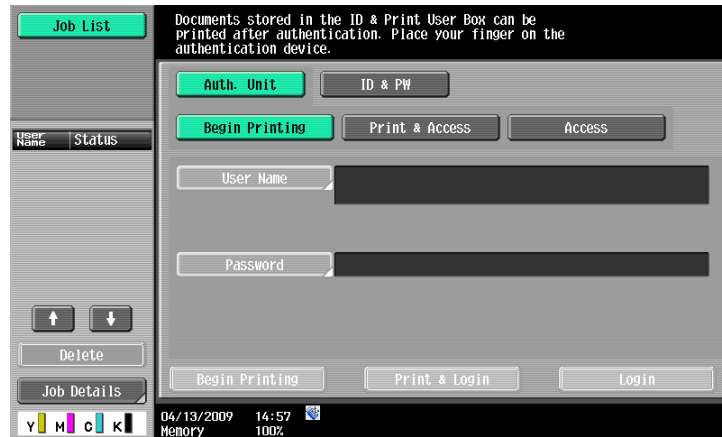 Job List
Documents stored in the ID & Print User Box can be
printed after authentication. Place your finger on the
authentication device.
Auth. Unit
ID & PW
Begin Printing
Print & Access
Access
User Name
Status
User Name
Password
Delete
Job Details
Begin Printing
Print & Login
Login
Y M C K
04/13/2009 14:57
Memory 100%